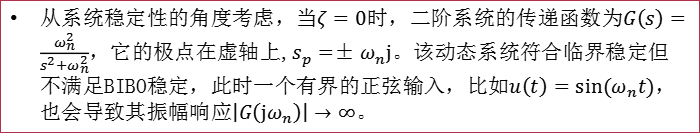 • 从系统稳定性的角度考虑，当ζ = 0时，二阶系统的传递函数为G(s) =
ωₙ²/(s²+ωₙ²)，它的极点在虚轴上, sₚ=± ωₙj。该动态系统符合临界稳定但
不满足BIBO稳定，此时一个有界的正弦输入，比如u(t) = sin(ωₙt)，
也会导致其振幅响应|G(jωₙ)| → ∞。